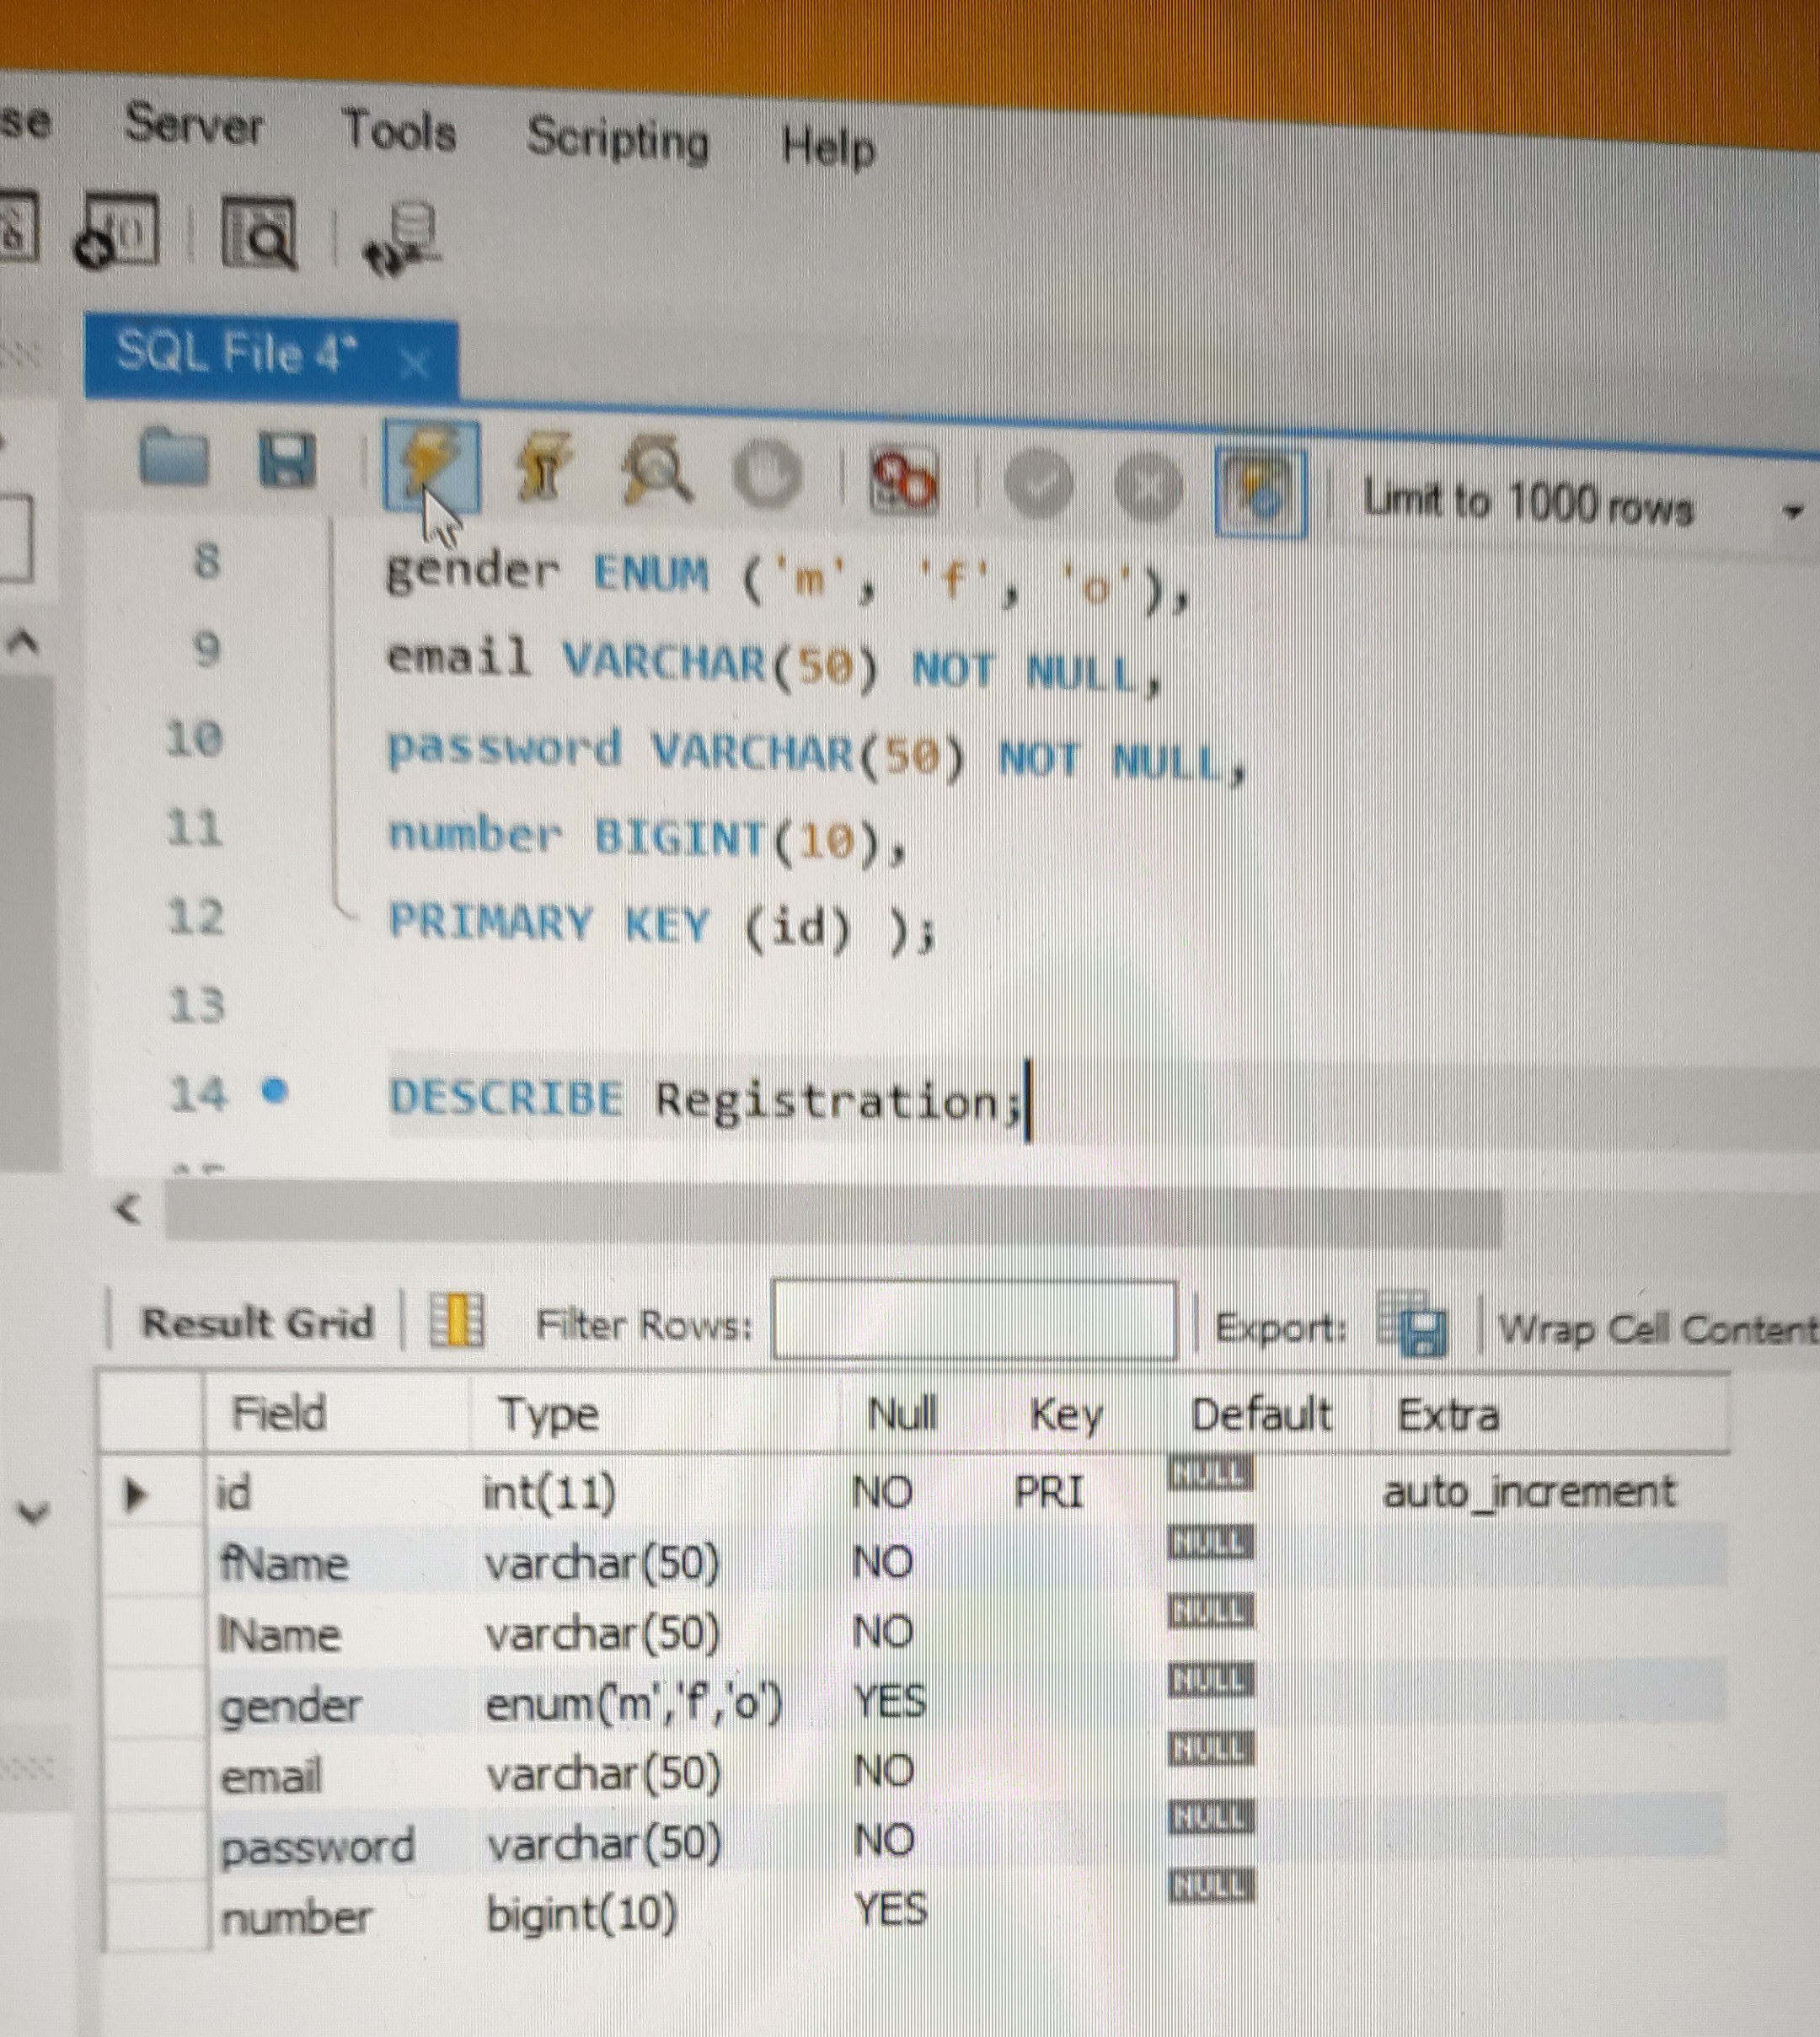 se Server Tools Scripting Help
SQL File 4*
Limit to 1000 rows
8 gender ENUM ('m', 'f', 'o'),
9 email VARCHAR(50) NOT NULL,
10 password VARCHAR(50) NOT NULL,
11 number BIGINT(10),
12 PRIMARY KEY (id) );
13
14 DESCRIBE Registration;
Result Grid Filter Rows: Export: Wrap Cell Content
Field Type Null Key Default Extra
id int(11) NO PRI NULL auto_increment
fName varchar(50) NO NULL
lName varchar(50) NO NULL
gender enum('m','f','o') YES NULL
email varchar(50) NO NULL
password varchar(50) NO NULL
number bigint(10) YES NULL